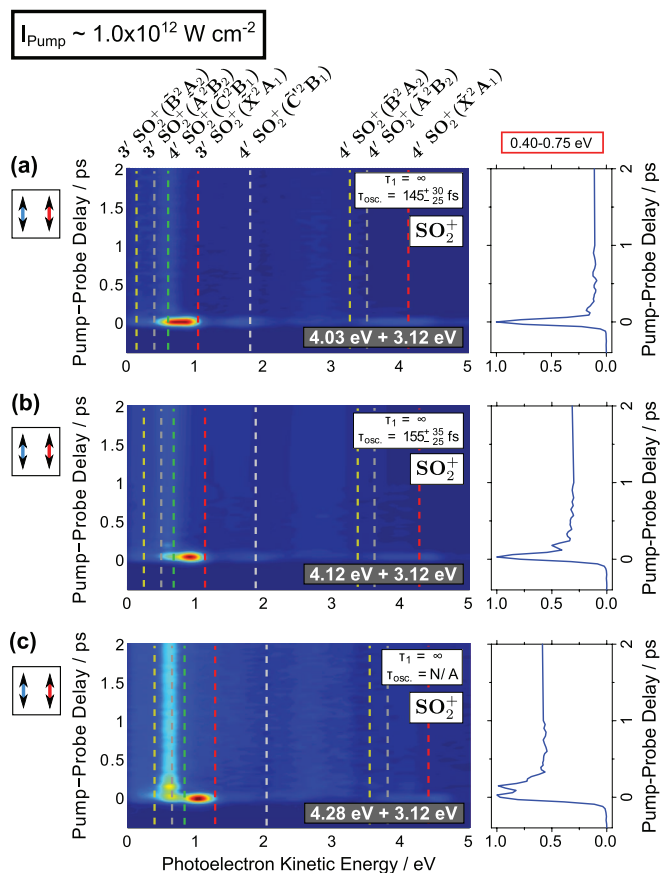 I_Pump ~ 1.0x10^12 W cm^-2
3′ SO2^+(B̃^2A2)
3′ SO2^+(Ã^2B2)
4′ SO2^+(C̃^2B1)
3′ SO2^+(X̃^2A1)
4′ SO2^+(C̃′^2B1)
4′ SO2^+(B̃^2A2)
4′ SO2^+(Ã^2B2)
4′ SO2^+(X̃^2A1)
0.40-0.75 eV
(a)
Pump−Probe Delay / ps
2
1.5
1
0.5
0
τ1 = ∞
τosc. = 145 +30 −25 fs
SO2^+
4.03 eV + 3.12 eV
0 1 2 3 4 5
1.0 0.5 0.0
2
1
0
Pump-Probe Delay / ps
(b)
Pump−Probe Delay / ps
2
1.5
1
0.5
0
τ1 = ∞
τosc. = 155 +35 −25 fs
SO2^+
4.12 eV + 3.12 eV
0 1 2 3 4 5
1.0 0.5 0.0
2
1
0
Pump-Probe Delay / ps
(c)
Pump−Probe Delay / ps
2
1.5
1
0.5
0
τ1 = ∞
τosc. = N/A
SO2^+
4.28 eV + 3.12 eV
0 1 2 3 4 5
Photoelectron Kinetic Energy / eV
1.0 0.5 0.0
2
1
0
Pump-Probe Delay / ps